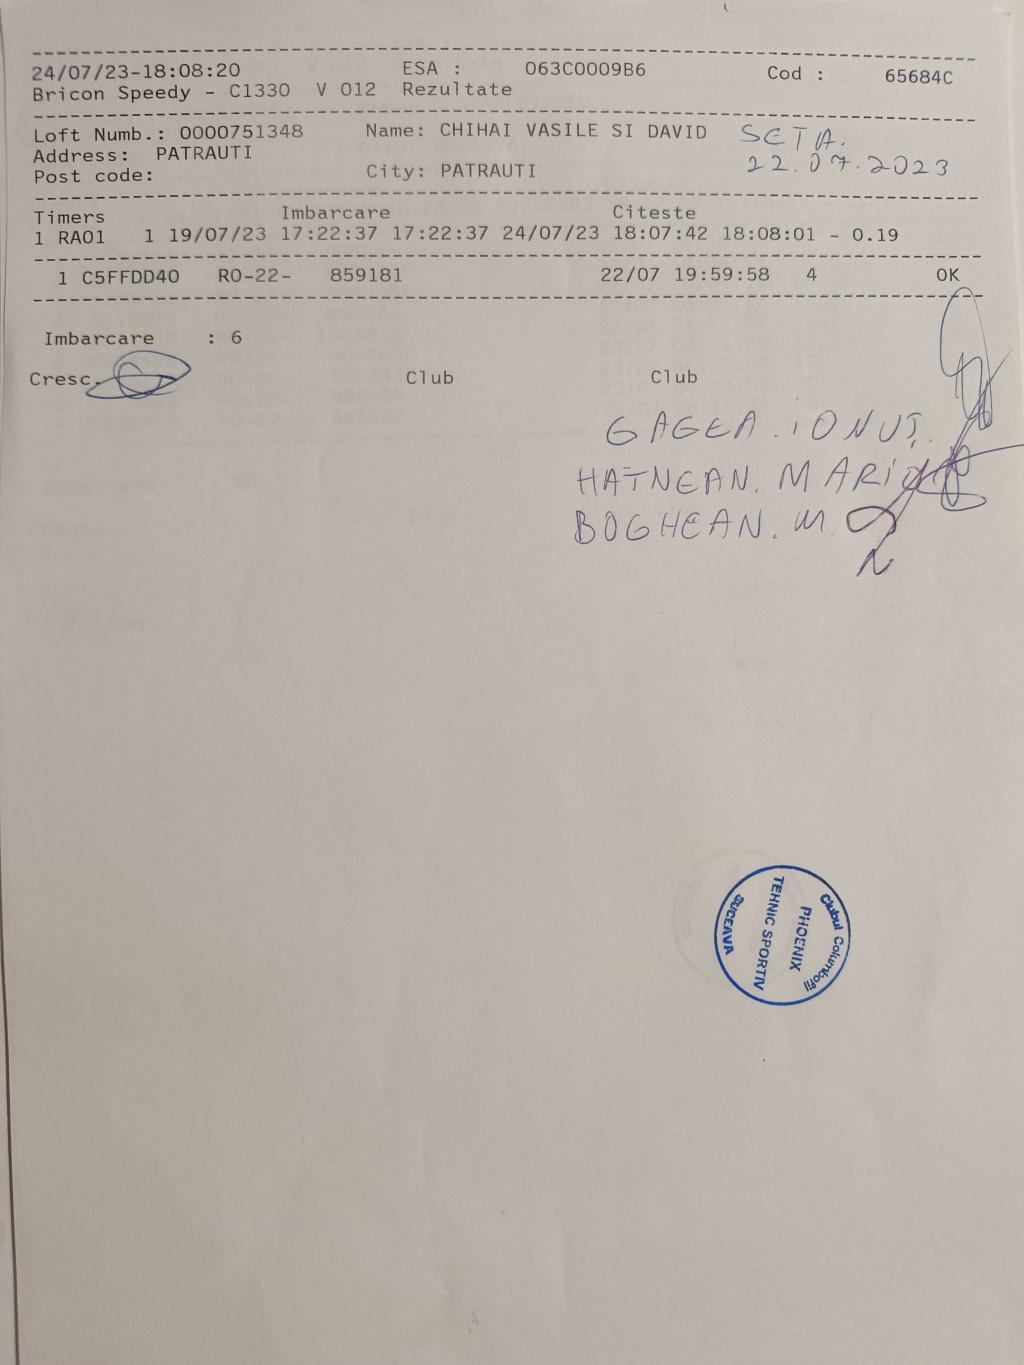 24/07/23-18:08:20 ESA : 063C0009B6 Cod : 65684C
Bricon Speedy - C1330 V 012 Rezultate
Loft Numb.: 0000751348 Name: CHIHAI VASILE SI DAVID SETA.
Address: PATRAUTI 22.07.2023
Post code: City: PATRAUTI
Timers Imbarcare Citeste
1 RA01 1 19/07/23 17:22:37 17:22:37 24/07/23 18:07:42 18:08:01 - 0.19
1 C5FFDD40 RO-22- 859181 22/07 19:59:58 4 OK
Imbarcare : 6
Cresc. Club Club
GAGEA. IONUȚ.
HATNEAN. MARIO
BOGHEAN. M.
Clubul Columbofil
PHOENIX
TEHNIC SPORTIV
SUCEAVA